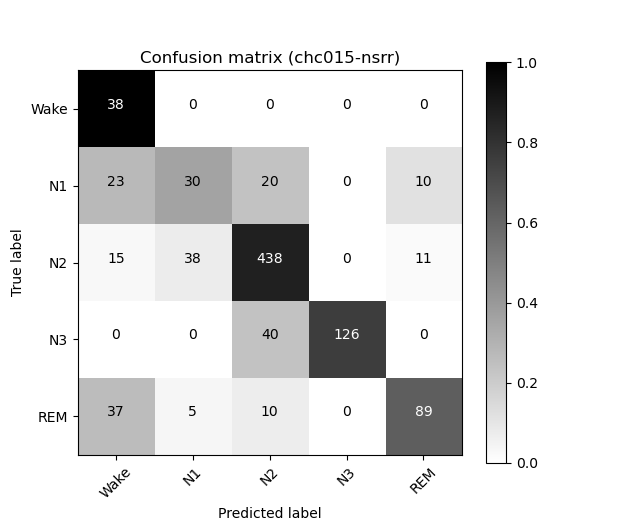 Confusion matrix (chc015-nsrr)
True label
Wake 38 0 0 0 0
N1 23 30 20 0 10
N2 15 38 438 0 11
N3 0 0 40 126 0
REM 37 5 10 0 89
Wake N1 N2 N3 REM
Predicted label
1.0
0.8
0.6
0.4
0.2
0.0